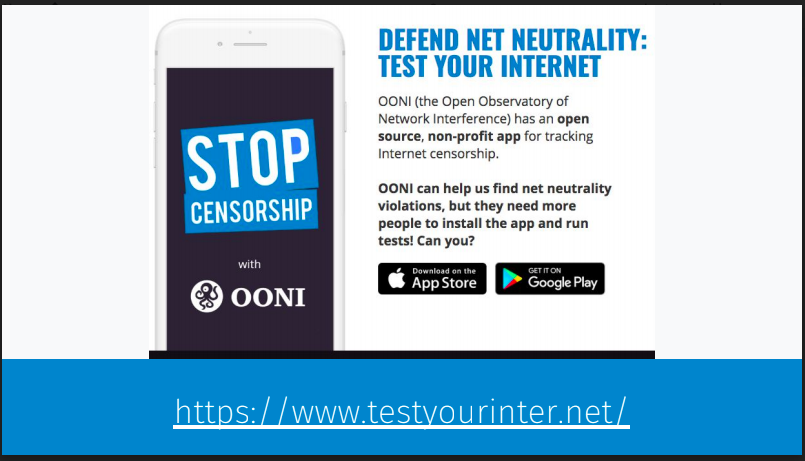 DEFEND NET NEUTRALITY:
TEST YOUR INTERNET
OONI (the Open Observatory of
Network Interference) has an open
source, non-profit app for tracking
Internet censorship.
OONI can help us find net neutrality
violations, but they need more
people to install the app and run
tests! Can you?
Download on the
App Store
GET IT ON
Google Play
STOP
CENSORSHIP
with
OONI
https://www.testyourinter.net/